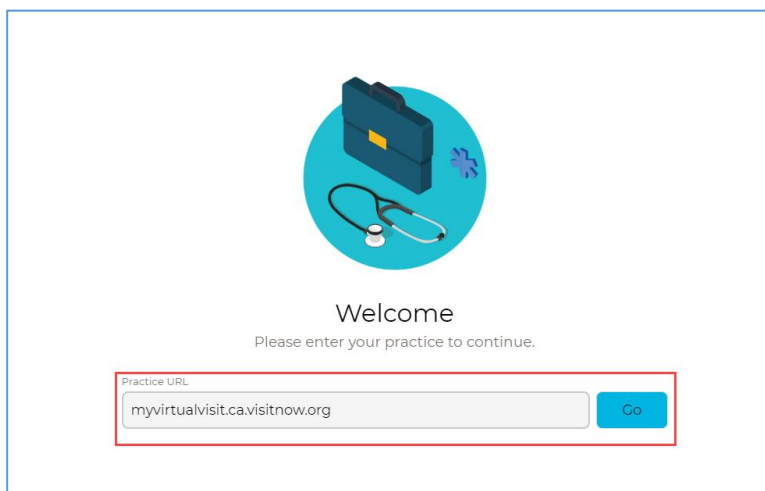 Welcome
Please enter your practice to continue.
Practice URL
myvirtualvisit.ca.visitnow.org Go